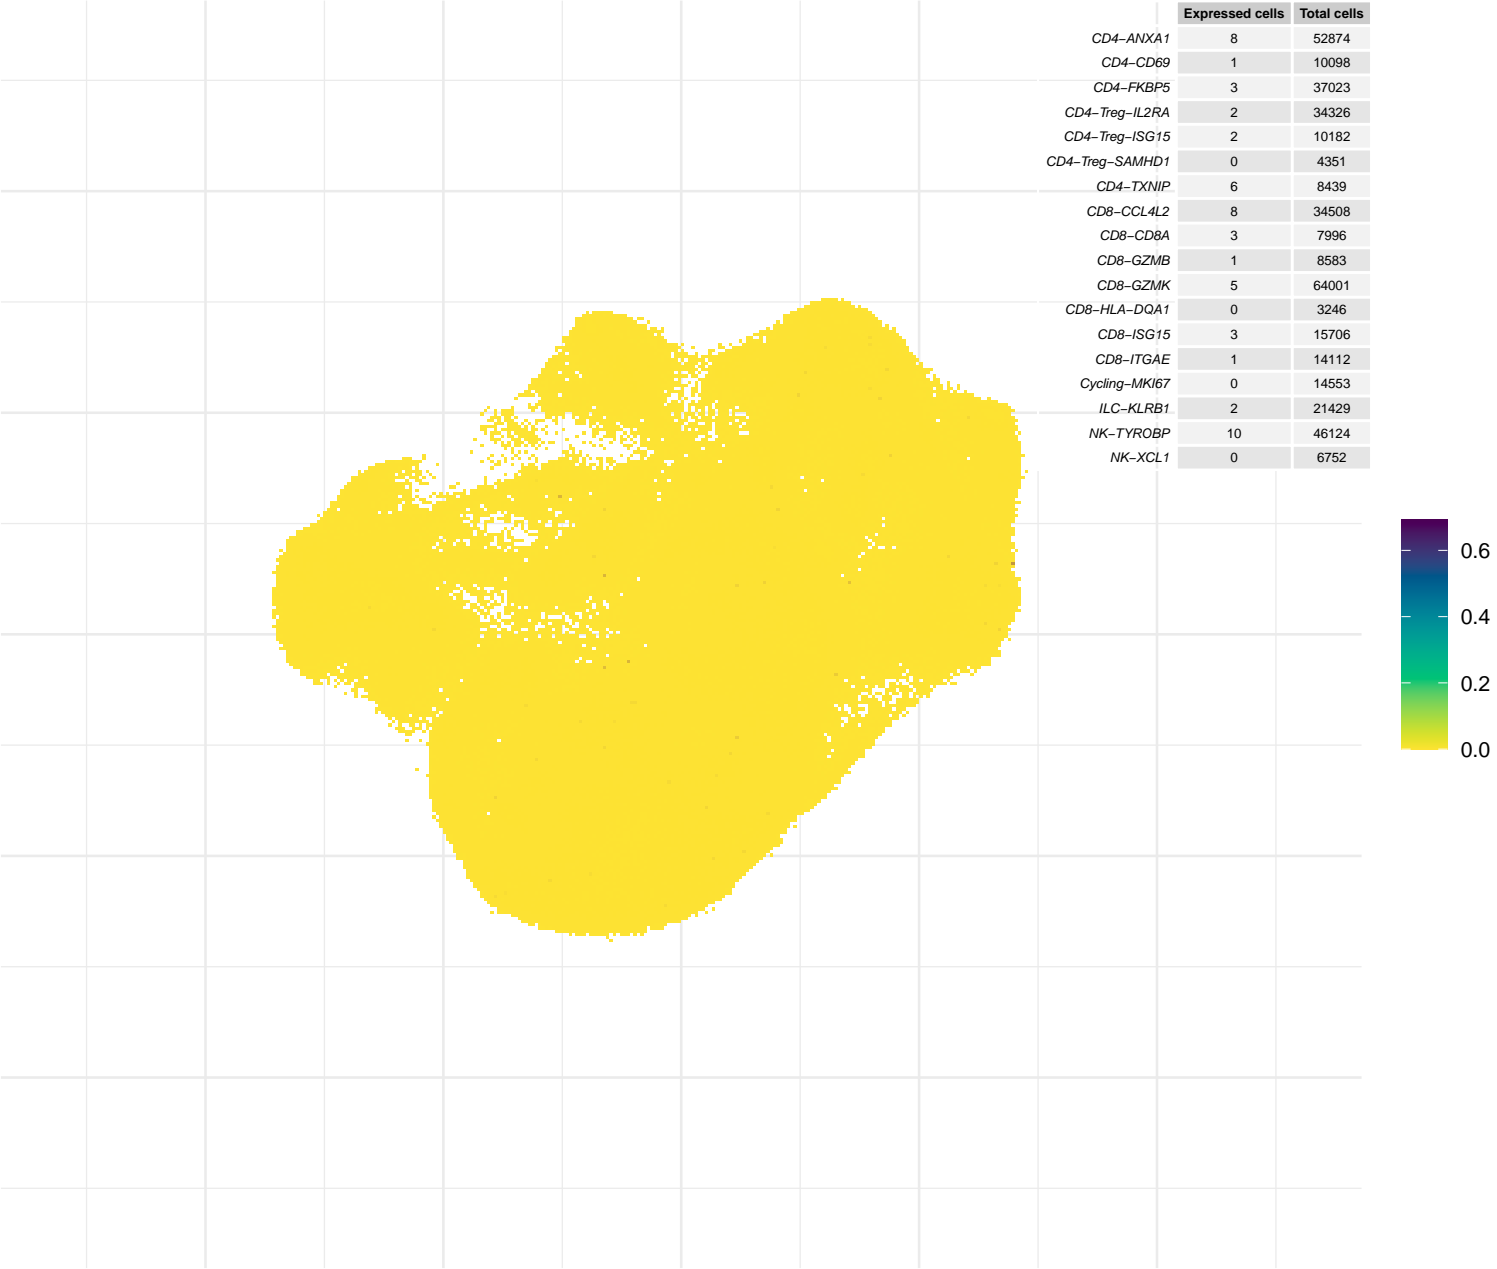 Expressed cells Total cells
CD4−ANXA1 8 52874
CD4−CD69 1 10098
CD4−FKBP5 3 37023
CD4−Treg−IL2RA 2 34326
CD4−Treg−ISG15 2 10182
CD4−Treg−SAMHD1 0 4351
CD4−TXNIP 6 8439
CD8−CCL4L2 8 34508
CD8−CD8A 3 7996
CD8−GZMB 1 8583
CD8−GZMK 5 64001
CD8−HLA−DQA1 0 3246
CD8−ISG15 3 15706
CD8−ITGAE 1 14112
Cycling−MKI67 0 14553
ILC−KLRB1 2 21429
NK−TYROBP 10 46124
NK−XCL1 0 6752
0.6
0.4
0.2
0.0